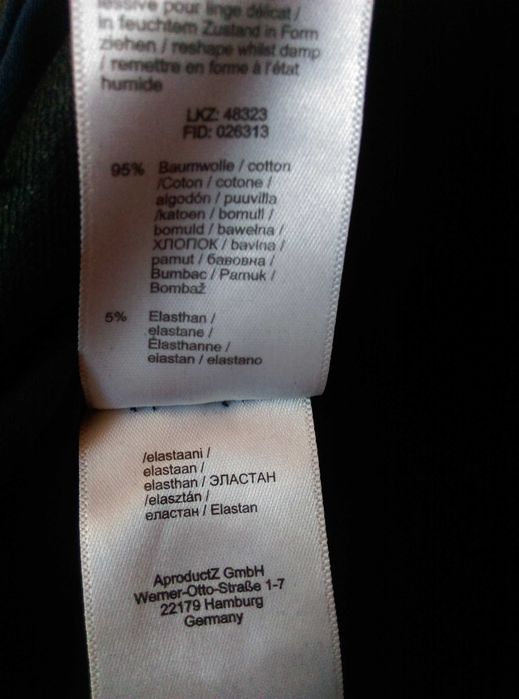 lessive pour linge délicat /
in feuchtem Zustand in Form
ziehen / reshape whilst damp
/ remettre en forme à l'état
humide
LKZ: 48323
FID: 026313
95% Baumwolle / cotton
/Coton / cotone /
algodón / puuvilla
/katoen / bomull /
bomuld / bawełna /
ХЛОПОК / bavlna /
pamut / бавовна /
Bumbac / Pamuk /
Bombaž
5% Elasthan /
elastane /
Élasthanne /
elastan / elastano
/elastaani /
elastaan /
elasthan / ЭЛАСТАН
/elasztán /
еластан / Elastan
AproductZ GmbH
Werner-Otto-Straße 1-7
22179 Hamburg
Germany